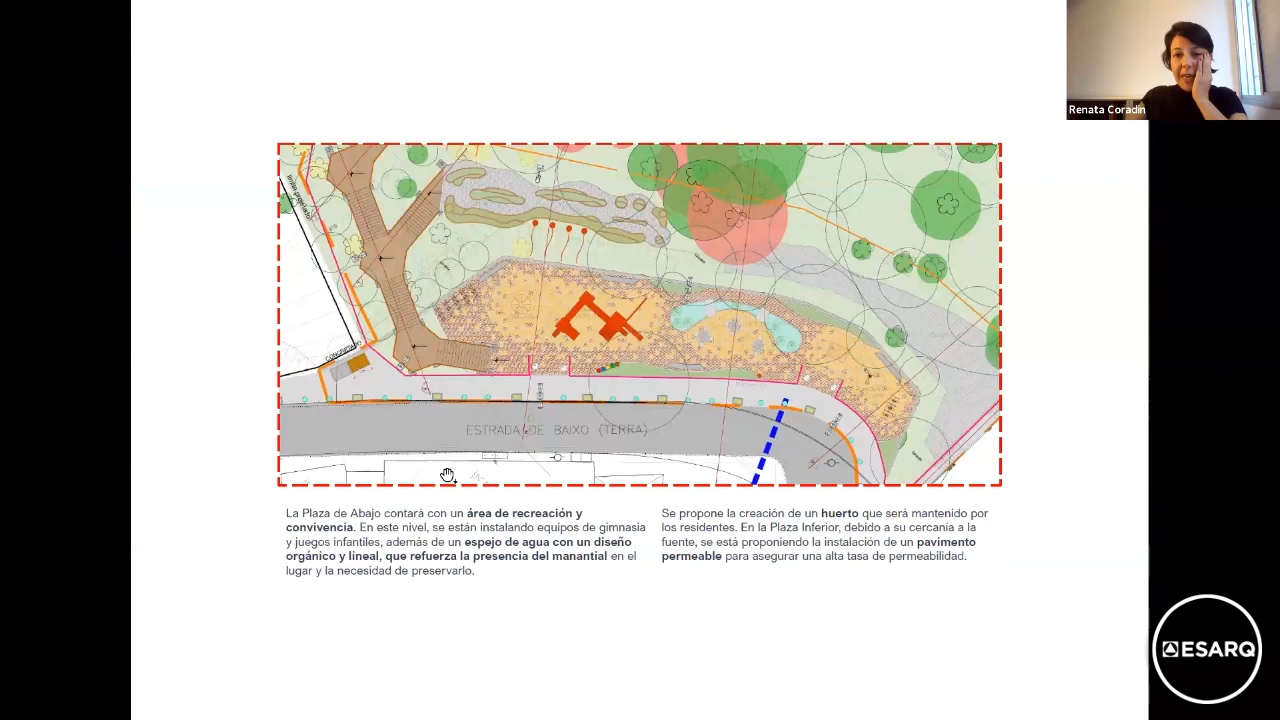 Renata Coradin
ESTRADA DE BAIXO (TERRA)
La Plaza de Abajo contará con un área de recreación y
convivencia. En este nivel, se están instalando equipos de gimnasia
y juegos infantiles, además de un espejo de agua con un diseño
orgánico y lineal, que refuerza la presencia del manantial en el
lugar y la necesidad de preservarlo.
Se propone la creación de un huerto que será mantenido por
los residentes. En la Plaza Inferior, debido a su cercanía a la
fuente, se está proponiendo la instalación de un pavimento
permeable para asegurar una alta tasa de permeabilidad.
ESARQ